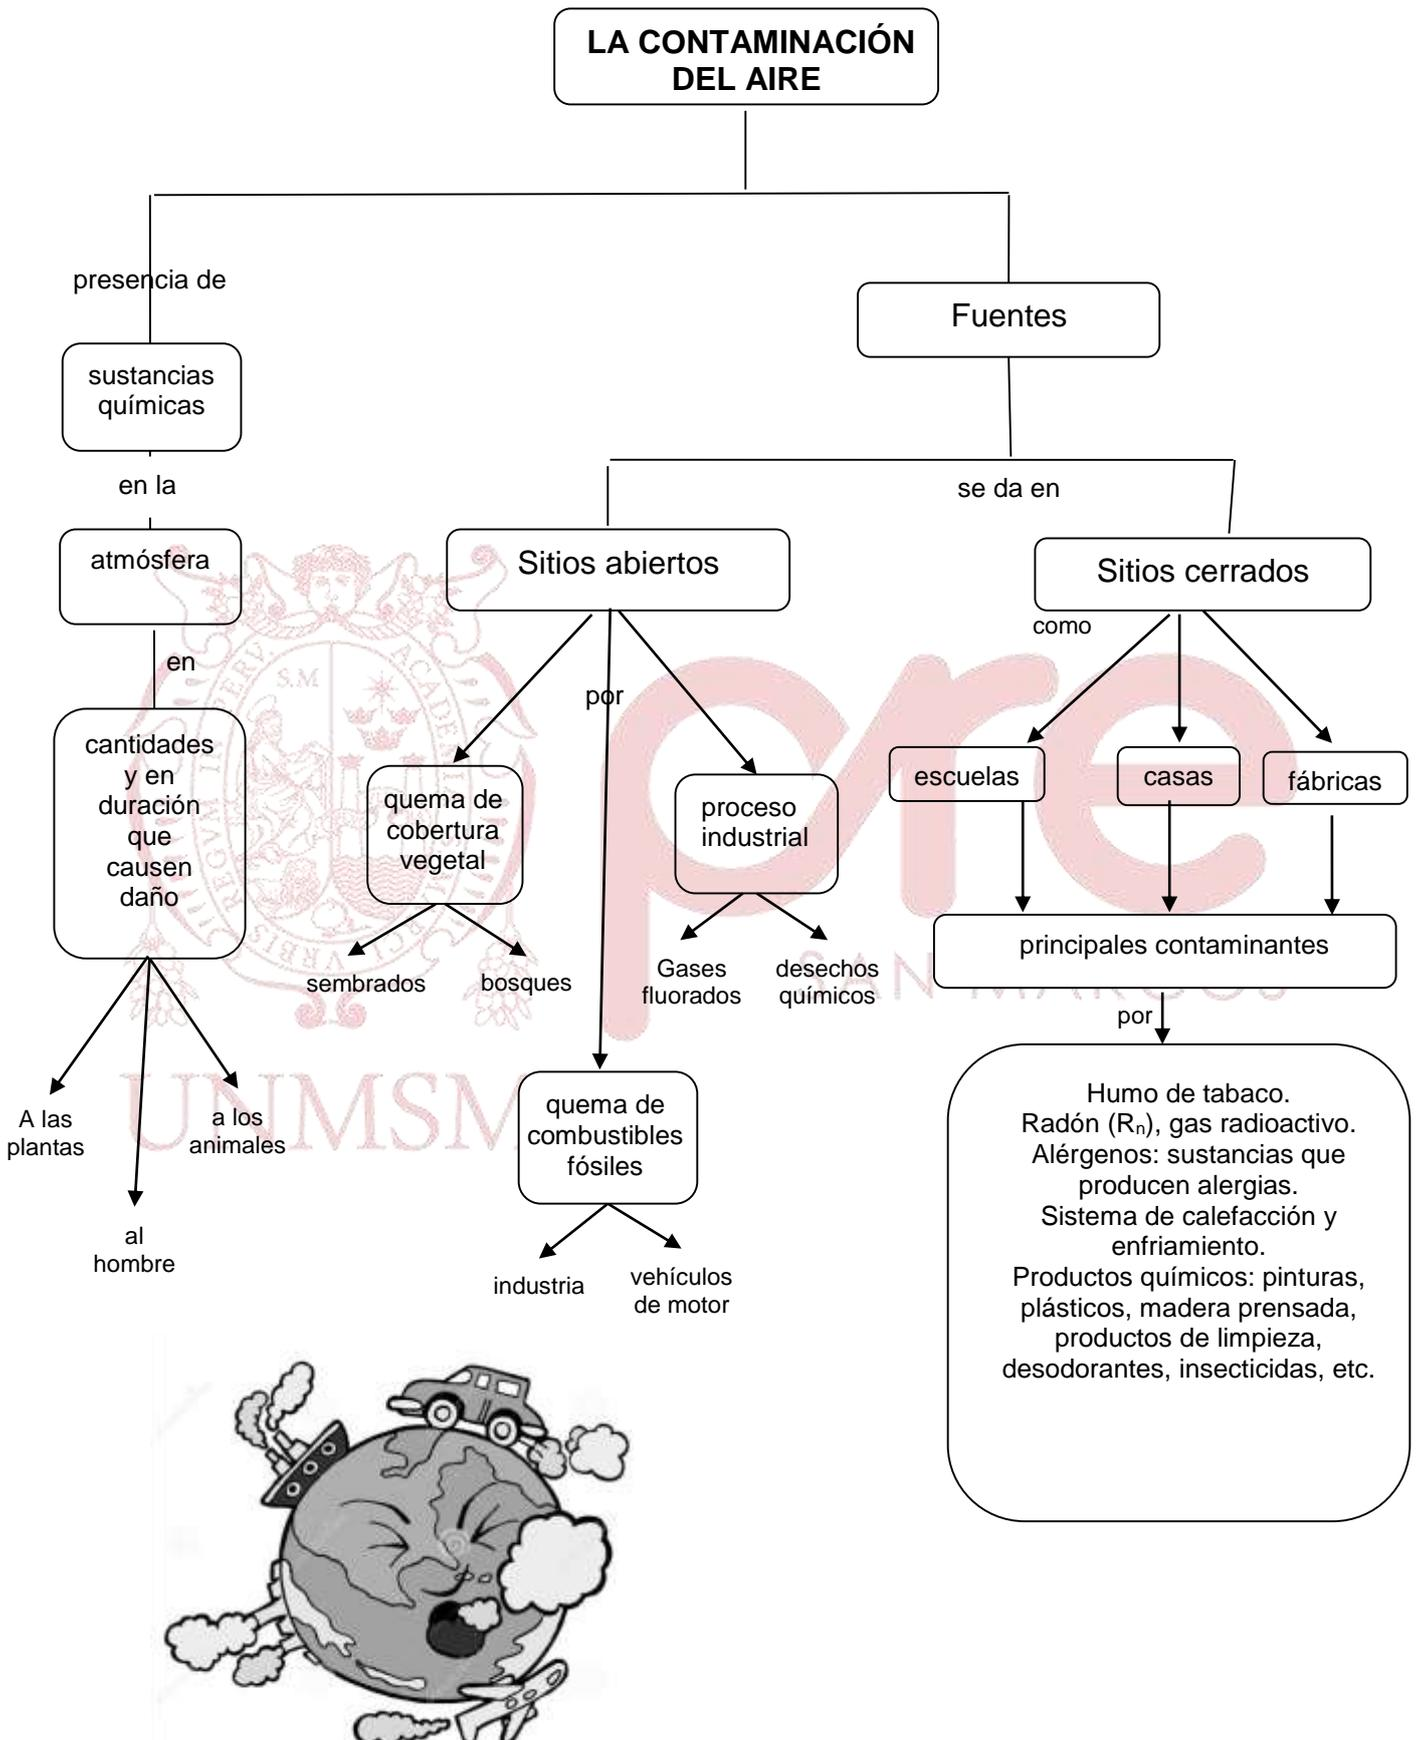 LA CONTAMINACIÓN
DEL AIRE
presencia de
sustancias
químicas
en la
atmósfera
en
cantidades
y en
duración
que
causen
daño
A las
plantas
al
hombre
a los
animales
Fuentes
se da en
Sitios abiertos
por
quema de
cobertura
vegetal
sembrados
bosques
quema de
combustibles
fósiles
industria
vehículos
de motor
proceso
industrial
Gases
fluorados
desechos
químicos
Sitios cerrados
como
escuelas
casas
fábricas
principales contaminantes
por
Humo de tabaco.
Radón (Rn), gas radioactivo.
Alérgenos: sustancias que
producen alergias.
Sistema de calefacción y
enfriamiento.
Productos químicos: pinturas,
plásticos, madera prensada,
productos de limpieza,
desodorantes, insecticidas, etc.
S.M
UNMSM
pre
SAN MARCOS